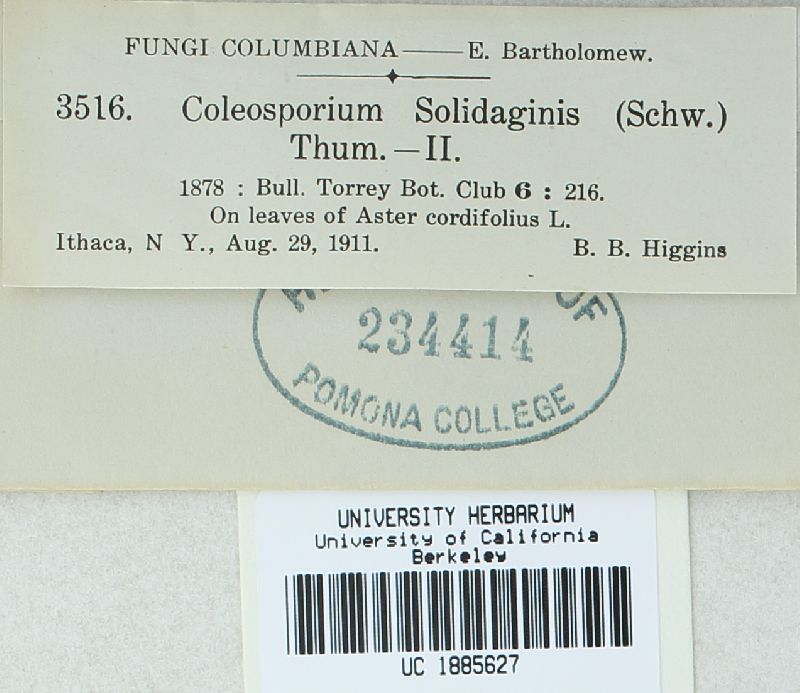 FUNGI COLUMBIANA——E. Bartholomew.
3516. Coleosporium Solidaginis (Schw.)
Thum.—II.
1878 : Bull. Torrey Bot. Club 6 : 216.
On leaves of Aster cordifolius L.
Ithaca, N Y., Aug. 29, 1911. B. B. Higgins
OF
234414
POMONA COLLEGE
UNIVERSITY HERBARIUM
University of California
Berkeley
UC 1885627